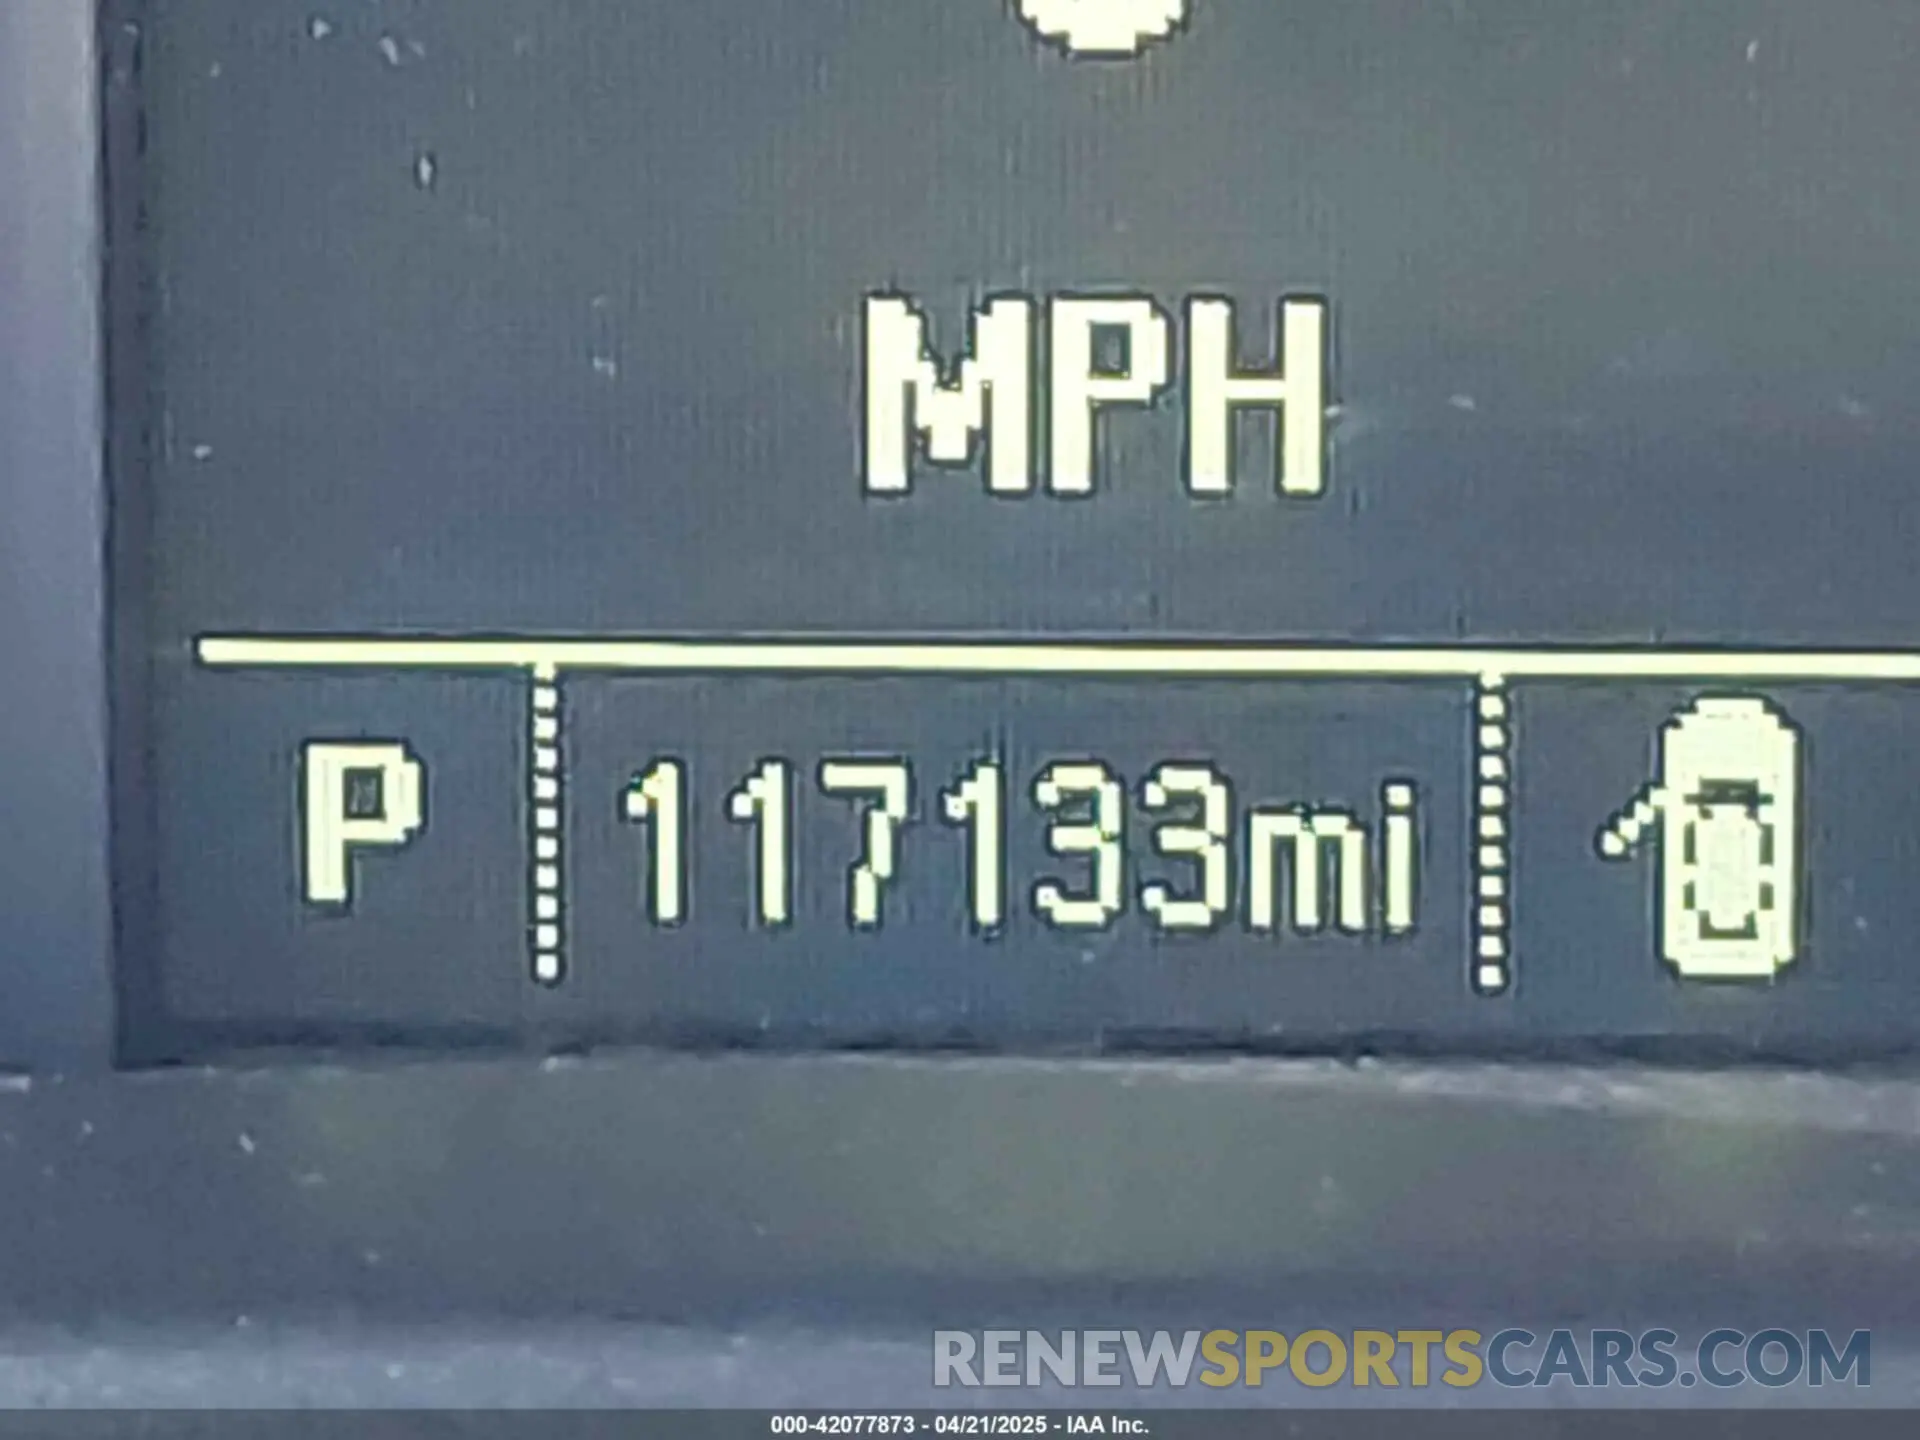 MPH
P 117133mi
RENEWSPORTSCARS.COM
000-42077873 - 04/21/2025 - IAA Inc.